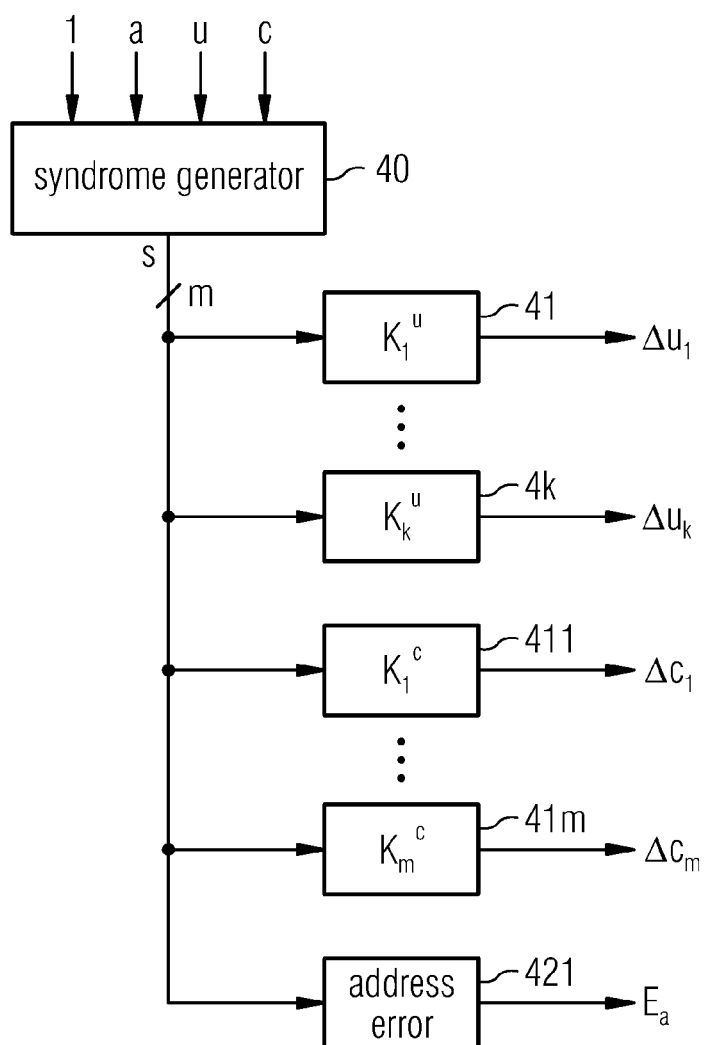 1 a u c
syndrome generator 40
s
m
K₁ᵘ 41 Δu₁
Kₖᵘ 4k Δuₖ
K₁ᶜ 411 Δc₁
Kₘᶜ 41m Δcₘ
address error 421 Eₐ